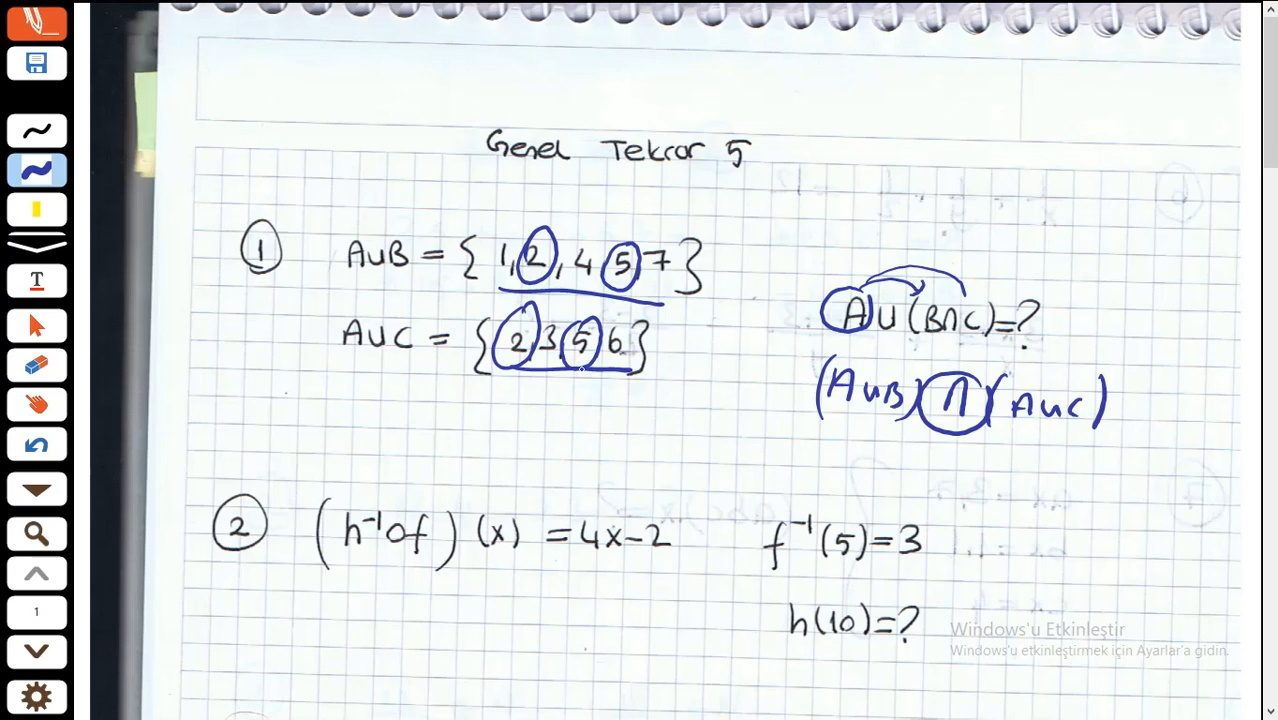 Genel Tekrar 5
1 A∪B = { 1, 2, 4 5, 7 }
A∪C = { 2, 3, 5 6 }
A∪(B∩C)=?
(A∪B)∩(A∪C)
2 (h⁻¹of)(x) = 4x-2 f⁻¹(5)=3
h(10)=?
Windows'u Etkinleştir
Windows'u etkinleştirmek için Ayarlar'a gidin.
T
1